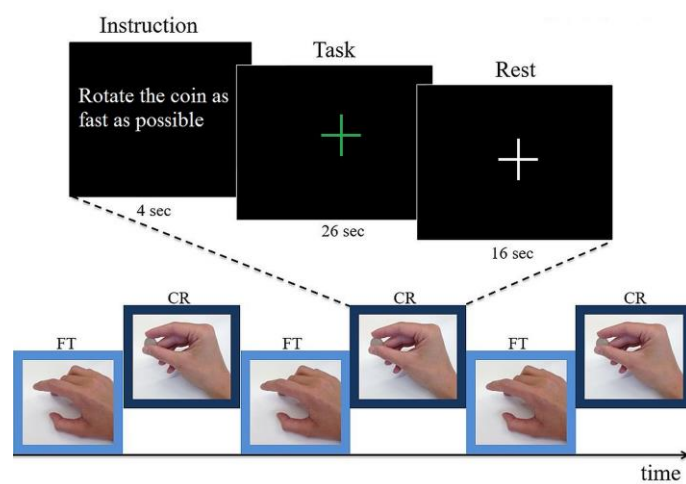 Instruction
Task
Rest
Rotate the coin as
fast as possible
4 sec
26 sec
16 sec
CR
CR
CR
FT
FT
FT
time